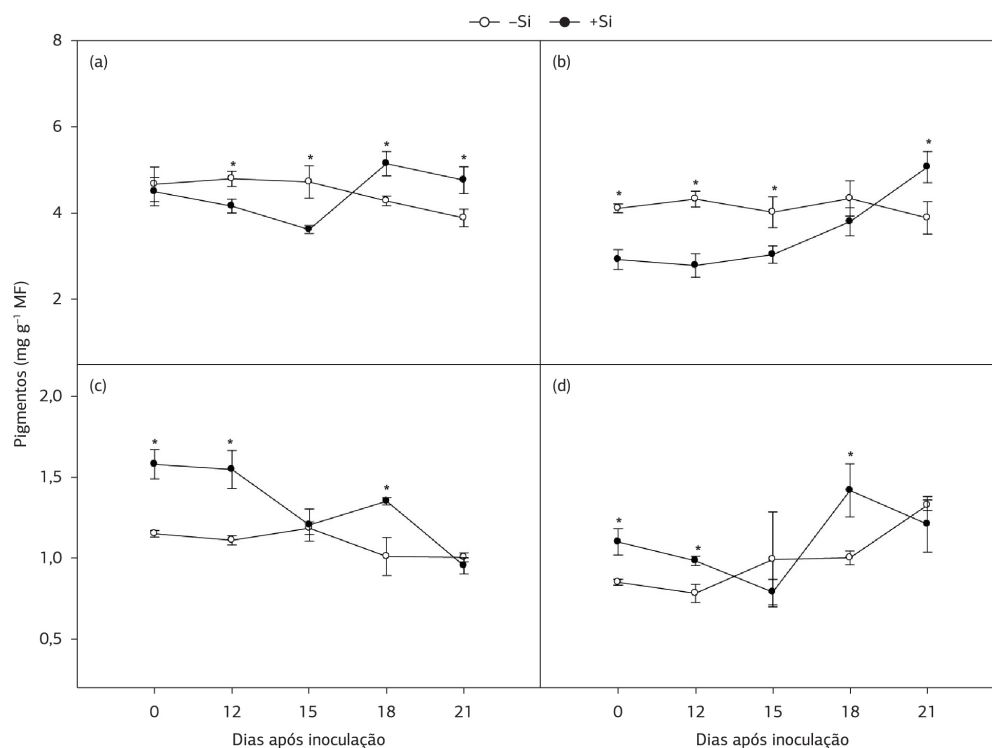 –Si +Si
8
(a) (b)
* * * * * * * * *
6
4
2
Pigmentos (mg g⁻¹ MF)
(c) (d)
2,0
* * * * * *
1,5
1,0
0,5
0 12 15 18 21 0 12 15 18 21
Dias após inoculação Dias após inoculação